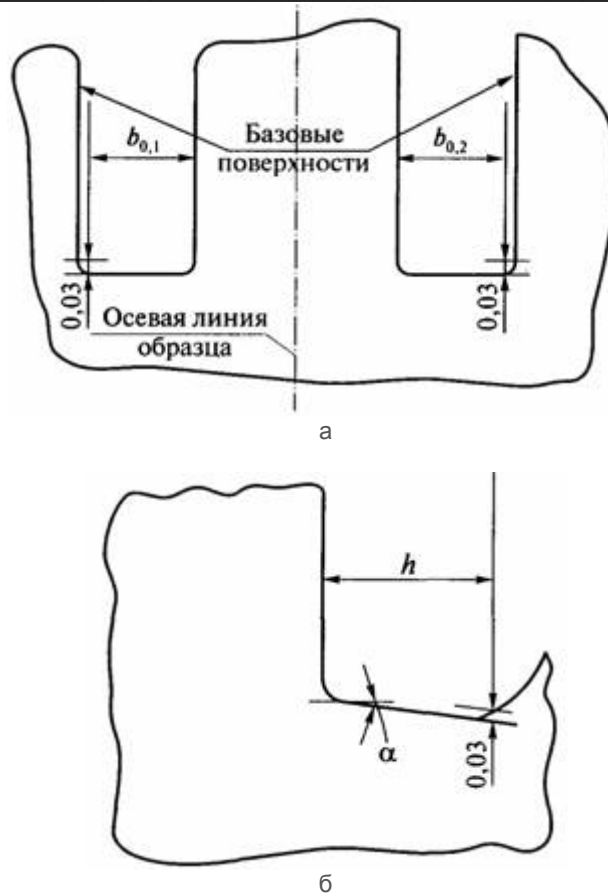 b₀,₁
Базовые
поверхности
b₀,₂
0,03
0,03
Осевая линия
образца
а
h
α
0,03
б